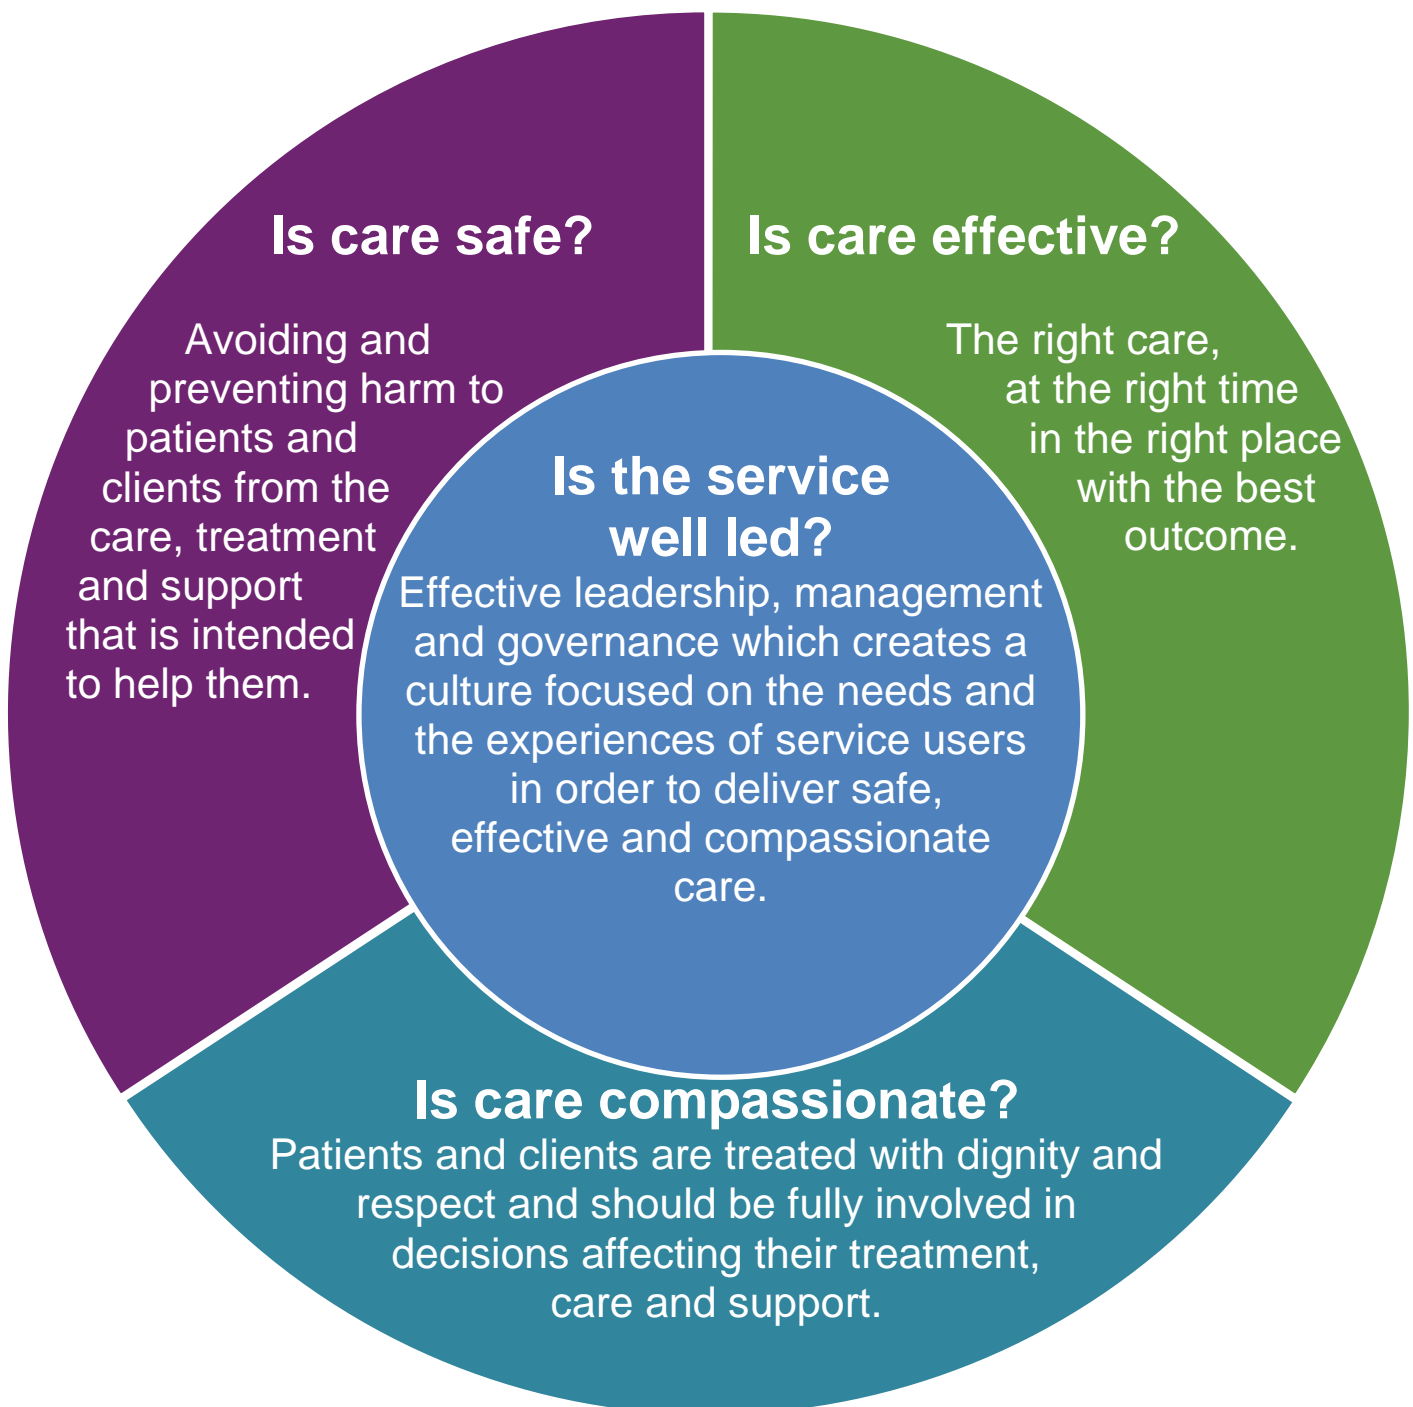 Is care safe?
Avoiding and
preventing harm to
patients and
clients from the
care, treatment
and support
that is intended
to help them.
Is care effective?
The right care,
at the right time
in the right place
with the best
outcome.
Is the service
well led?
Effective leadership, management
and governance which creates a
culture focused on the needs and
the experiences of service users
in order to deliver safe,
effective and compassionate
care.
Is care compassionate?
Patients and clients are treated with dignity and
respect and should be fully involved in
decisions affecting their treatment,
care and support.